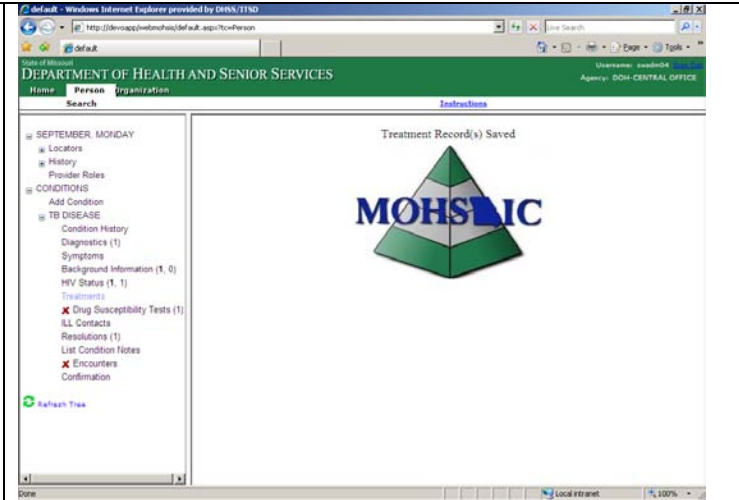 default - Windows Internet Explorer provided by DHSS/ITSD
http://devoapp/webmohsis/default.aspx?tc=Person
Live Search
default
Page
Tools
State of Missouri
DEPARTMENT OF HEALTH AND SENIOR SERVICES
Username: swadm04
Agency: DOH-CENTRAL OFFICE
Home Person Organization
Search
Instructions
SEPTEMBER, MONDAY
Locators
History
Provider Roles
CONDITIONS
Add Condition
TB DISEASE
Condition History
Diagnostics (1)
Symptoms
Background Information (1, 0)
HIV Status (1, 1)
Treatments
Drug Susceptibility Tests (1)
ILL Contacts
Resolutions (1)
List Condition Notes
Encounters
Confirmation
Refresh Tree
Treatment Record(s) Saved
MOHSAIC
Done
Local intranet
100%